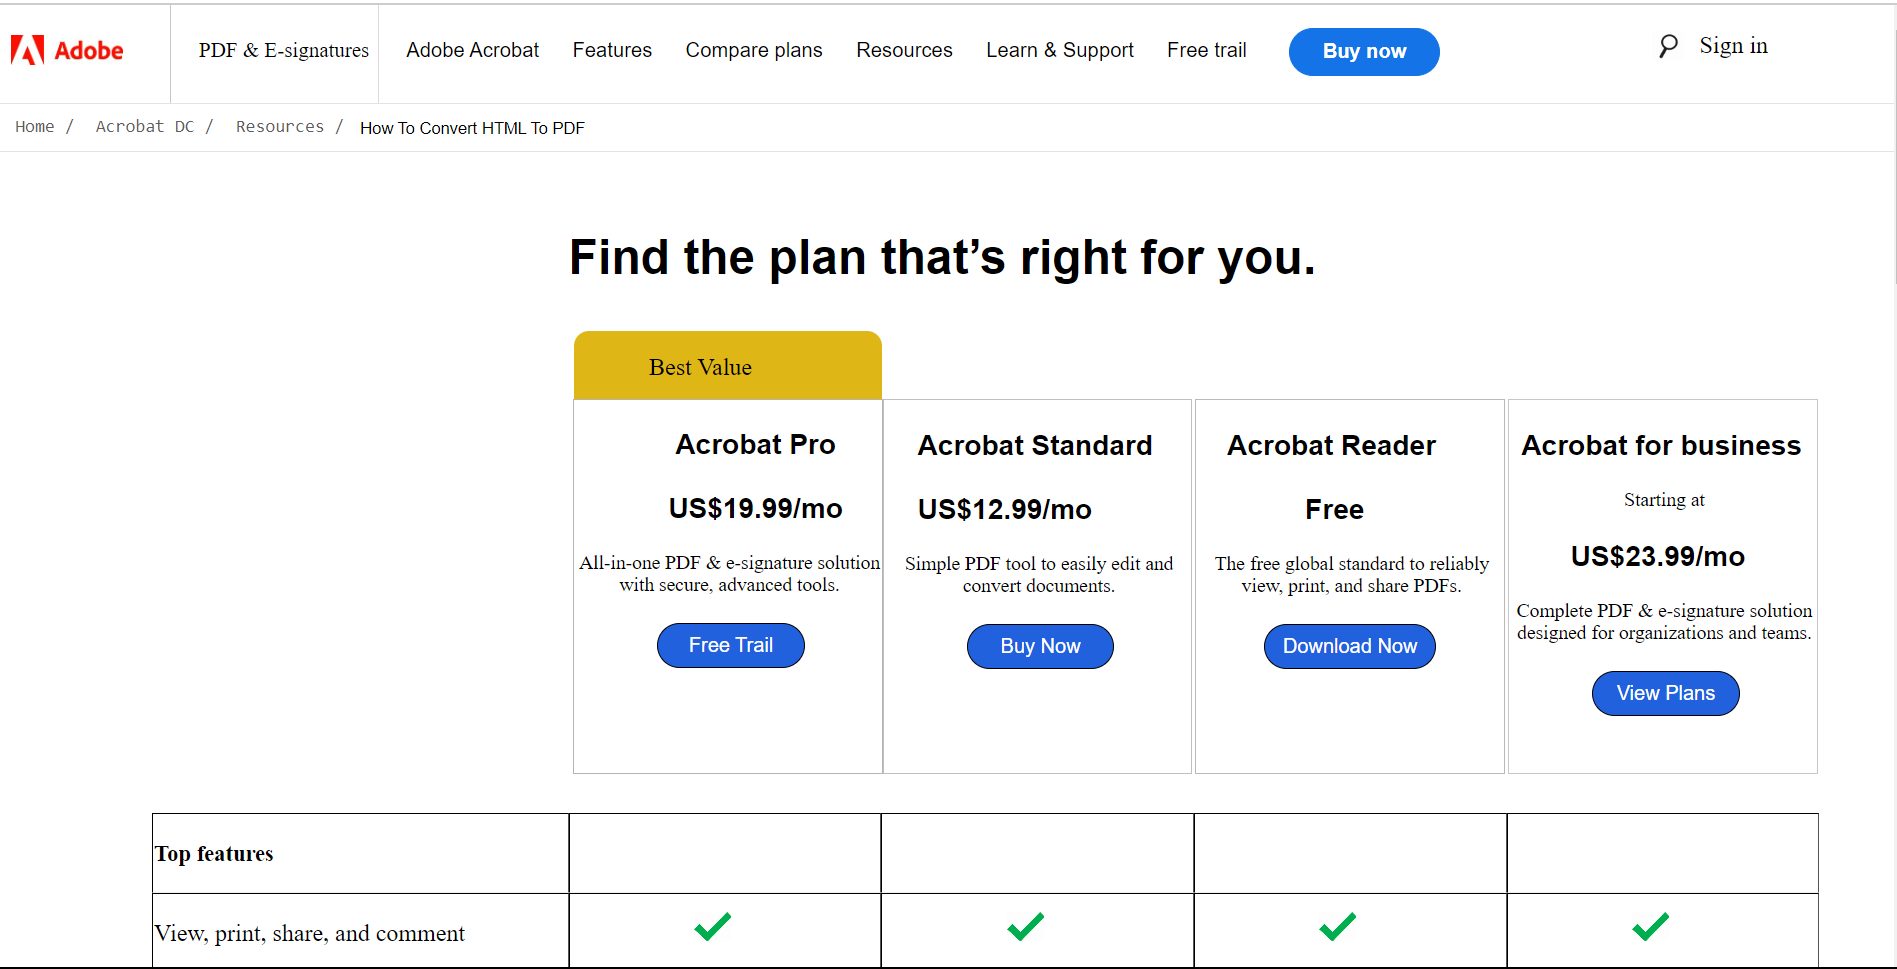 Adobe
PDF & E-signatures
Adobe Acrobat
Features
Compare plans
Resources
Learn & Support
Free trail
Buy now
Sign in
Home / Acrobat DC / Resources / How To Convert HTML To PDF
Find the plan that’s right for you.
Best Value
Acrobat Pro
US$19.99/mo
All-in-one PDF & e-signature solution
with secure, advanced tools.
Free Trail
Acrobat Standard
US$12.99/mo
Simple PDF tool to easily edit and
convert documents.
Buy Now
Acrobat Reader
Free
The free global standard to reliably
view, print, and share PDFs.
Download Now
Acrobat for business
Starting at
US$23.99/mo
Complete PDF & e-signature solution
designed for organizations and teams.
View Plans
Top features
View, print, share, and comment